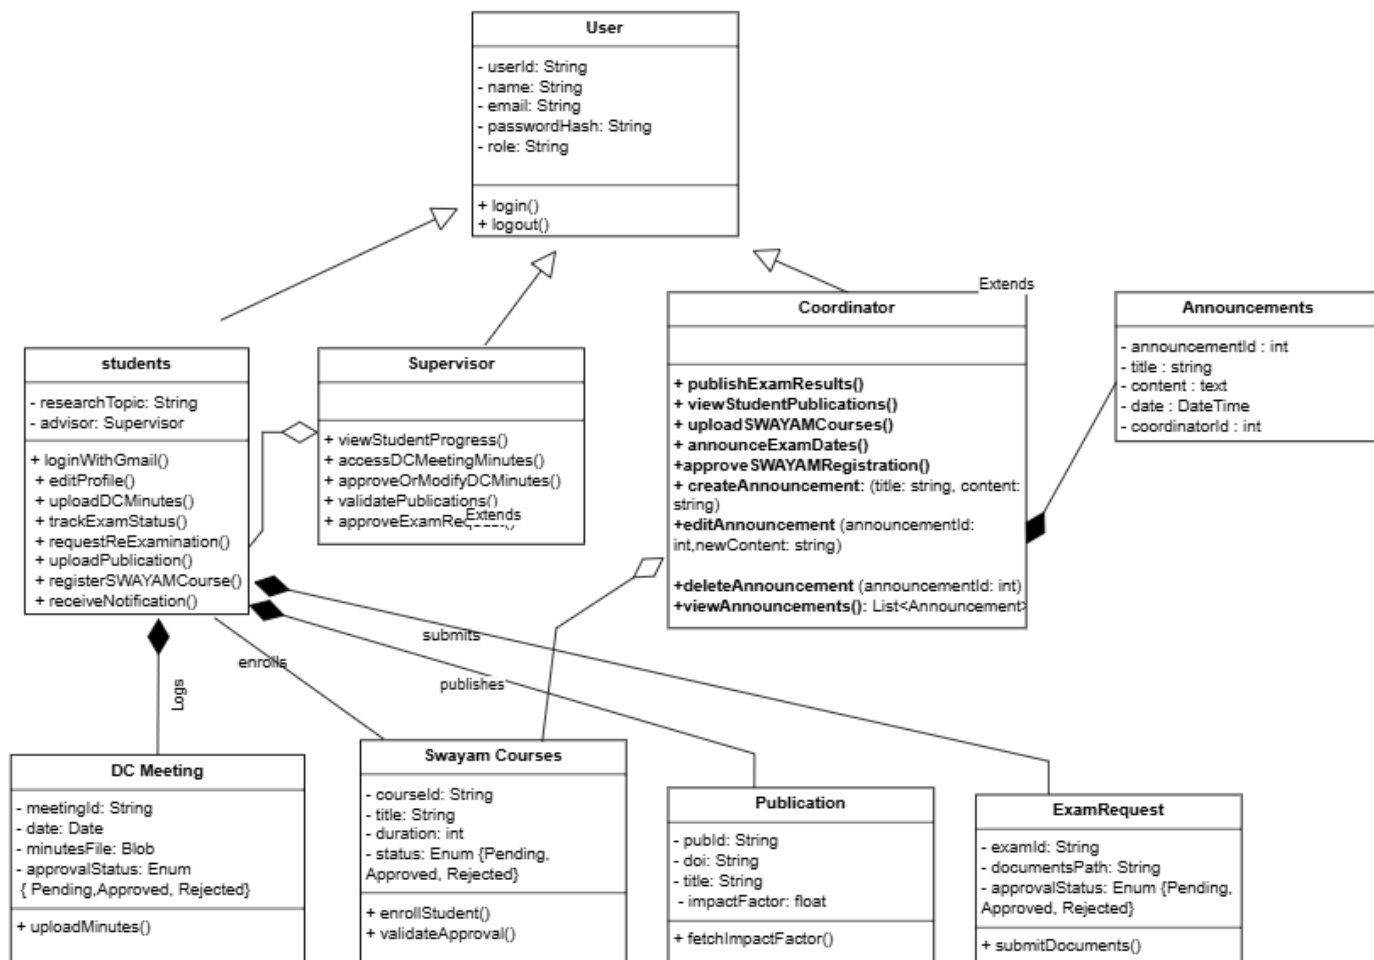 User
- userId: String
- name: String
- email: String
- passwordHash: String
- role: String
+ login()
+ logout()
Extends
students
- researchTopic: String
- advisor: Supervisor
+ loginWithGmail()
+ editProfile()
+ uploadDCMinutes()
+ trackExamStatus()
+ requestReExamination()
+ uploadPublication()
+ registerSWAYAMCourse()
+ receiveNotification()
Supervisor
+ viewStudentProgress()
+ accessDCMeetingMinutes()
+ approveOrModifyDCMinutes()
+ validatePublications()
Extends
Coordinator
+ publishExamResults()
+ viewStudentPublications()
+ uploadSWAYAMCourses()
+ announceExamDates()
+approveSWAYAMRegistration()
+ createAnnouncement: (title: string, content:
string)
+editAnnouncement (announcementId:
int,newContent: string)
+deleteAnnouncement (announcementId: int)
+viewAnnouncements(): List<Announcement>
Announcements
- announcementId : int
- title : string
- content : text
- date : DateTime
- coordinatorId : int
submits
enrolls
publishes
Logs
DC Meeting
- meetingId: String
- date: Date
- minutesFile: Blob
- approvalStatus: Enum
{ Pending,Approved, Rejected}
+ uploadMinutes()
Swayam Courses
- courseId: String
- title: String
- duration: int
- status: Enum {Pending,
Approved, Rejected}
+ enrollStudent()
+ validateApproval()
Publication
- pubId: String
- doi: String
- title: String
- impactFactor: float
+ fetchImpactFactor()
ExamRequest
- examId: String
- documentsPath: String
- approvalStatus: Enum {Pending,
Approved, Rejected}
+ submitDocuments()